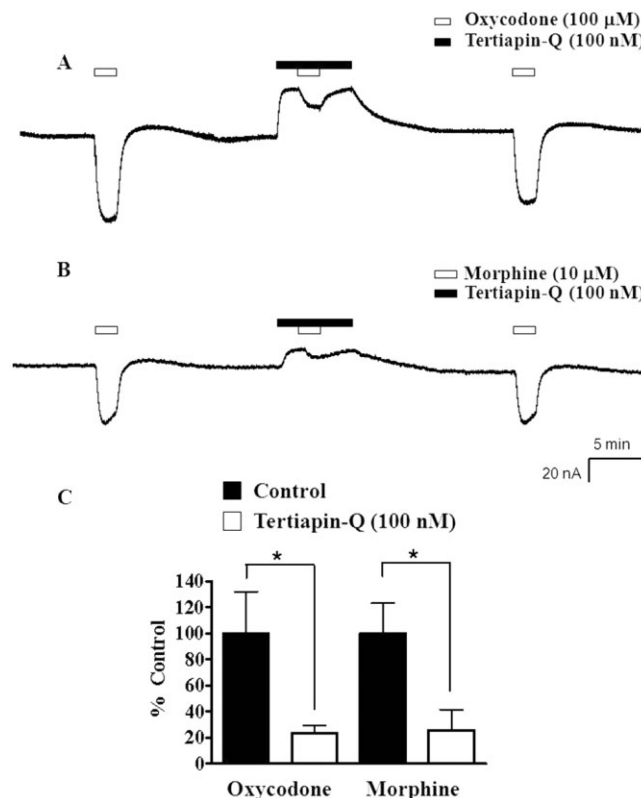 Oxycodone (100 μM)
Tertiapin-Q (100 nM)
A
B
Morphine (10 μM)
Tertiapin-Q (100 nM)
5 min
20 nA
C
Control
Tertiapin-Q (100 nM)
* *
140
120
100
80
60
40
20
0
% Control
Oxycodone Morphine